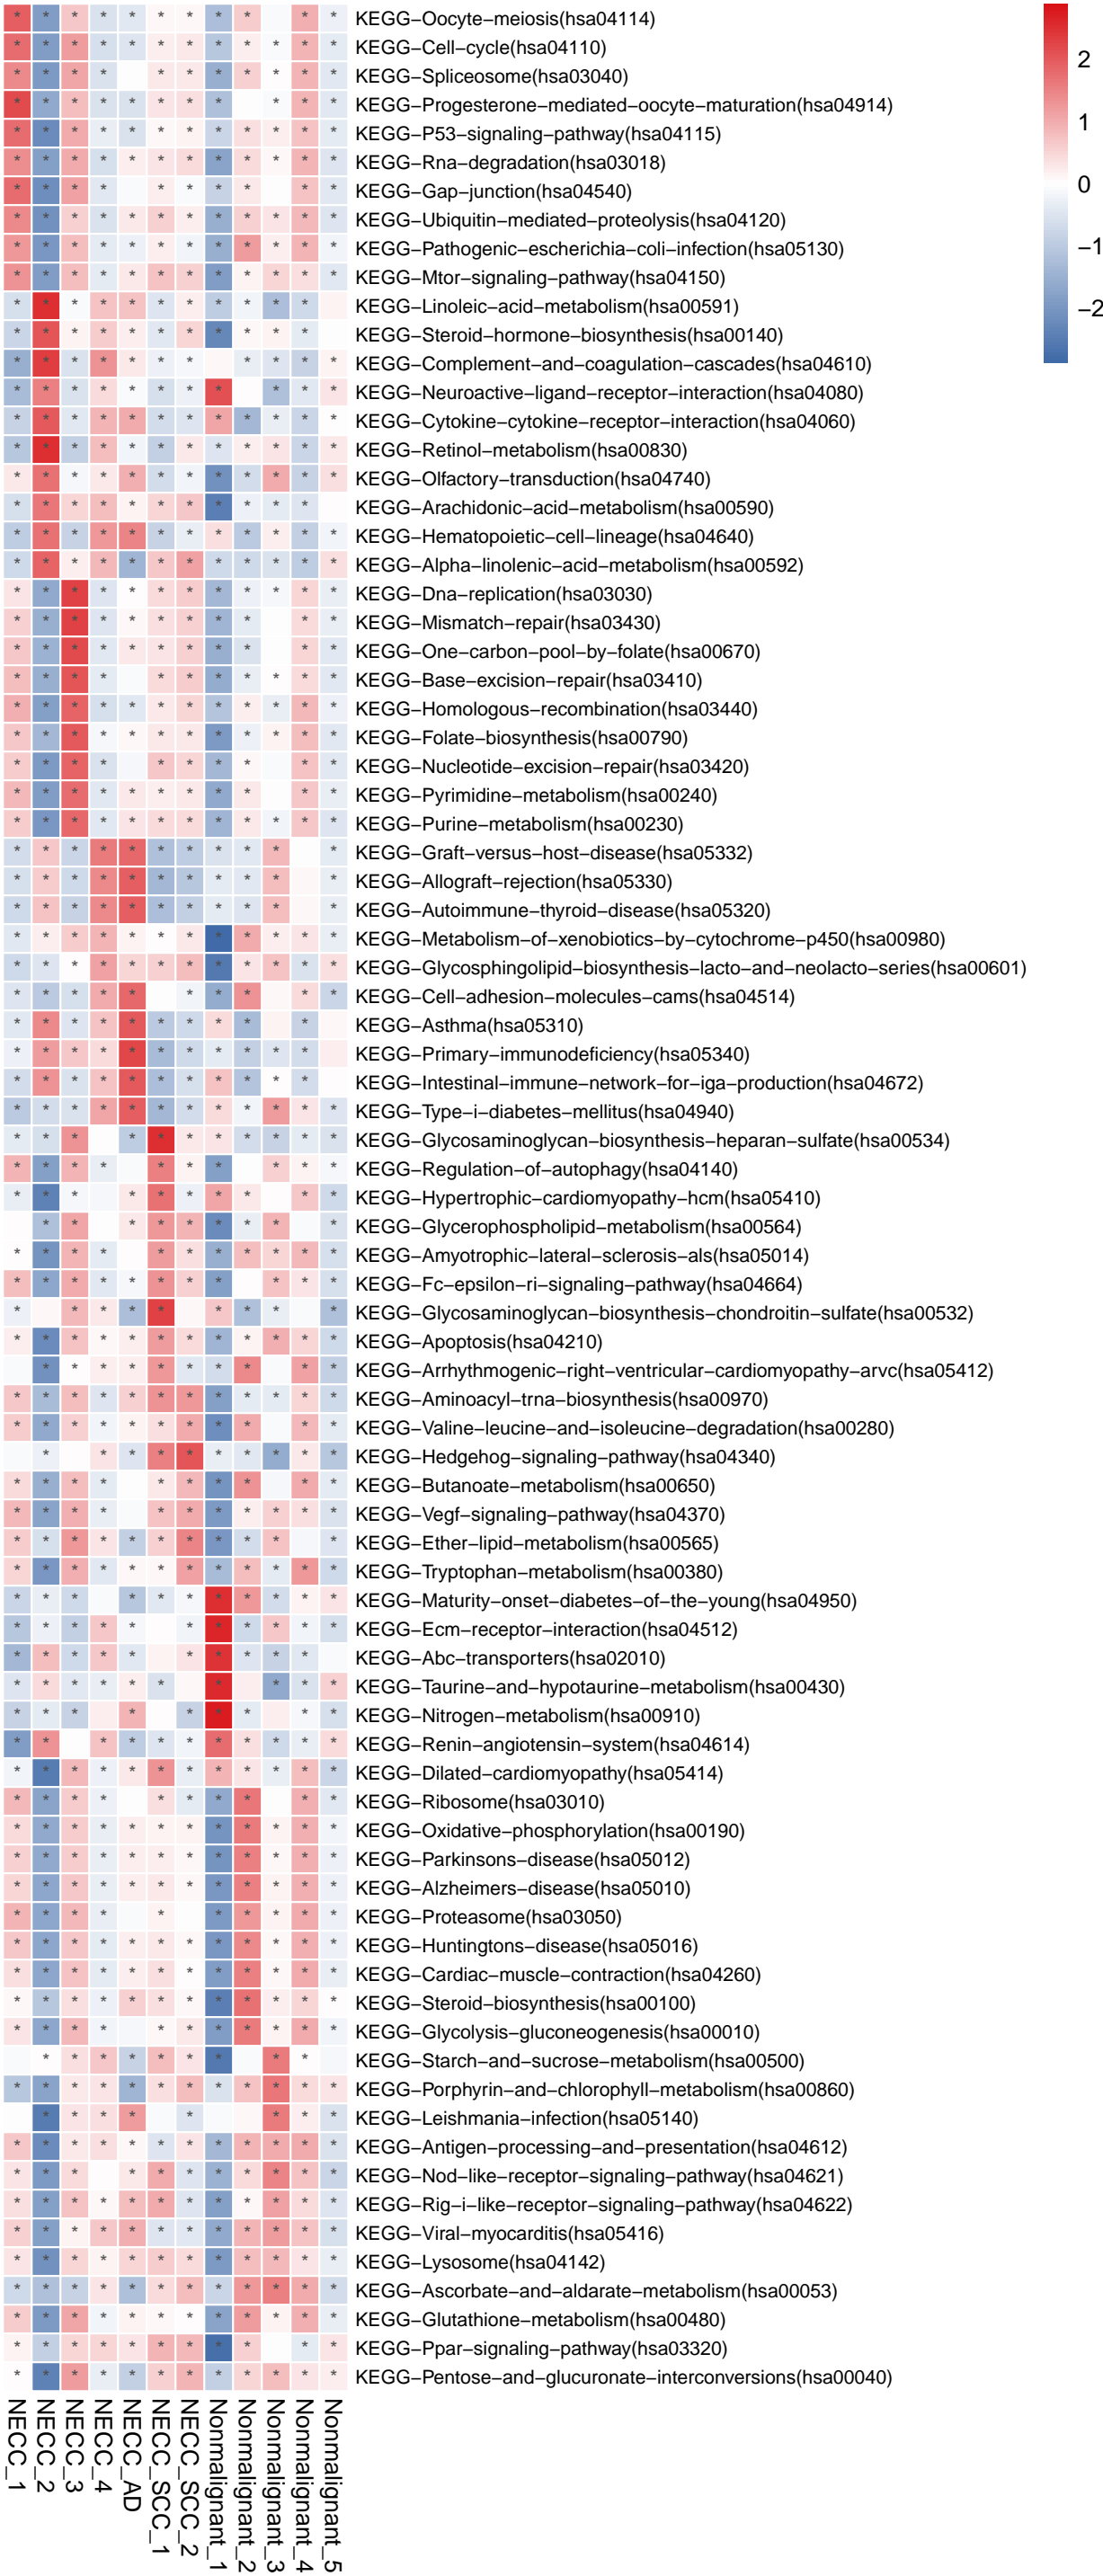 KEGG−Oocyte−meiosis(hsa04114)
KEGG−Cell−cycle(hsa04110)
KEGG−Spliceosome(hsa03040)
KEGG−Progesterone−mediated−oocyte−maturation(hsa04914)
KEGG−P53−signaling−pathway(hsa04115)
KEGG−Rna−degradation(hsa03018)
KEGG−Gap−junction(hsa04540)
KEGG−Ubiquitin−mediated−proteolysis(hsa04120)
KEGG−Pathogenic−escherichia−coli−infection(hsa05130)
KEGG−Mtor−signaling−pathway(hsa04150)
KEGG−Linoleic−acid−metabolism(hsa00591)
KEGG−Steroid−hormone−biosynthesis(hsa00140)
KEGG−Complement−and−coagulation−cascades(hsa04610)
KEGG−Neuroactive−ligand−receptor−interaction(hsa04080)
KEGG−Cytokine−cytokine−receptor−interaction(hsa04060)
KEGG−Retinol−metabolism(hsa00830)
KEGG−Olfactory−transduction(hsa04740)
KEGG−Arachidonic−acid−metabolism(hsa00590)
KEGG−Hematopoietic−cell−lineage(hsa04640)
KEGG−Alpha−linolenic−acid−metabolism(hsa00592)
KEGG−Dna−replication(hsa03030)
KEGG−Mismatch−repair(hsa03430)
KEGG−One−carbon−pool−by−folate(hsa00670)
KEGG−Base−excision−repair(hsa03410)
KEGG−Homologous−recombination(hsa03440)
KEGG−Folate−biosynthesis(hsa00790)
KEGG−Nucleotide−excision−repair(hsa03420)
KEGG−Pyrimidine−metabolism(hsa00240)
KEGG−Purine−metabolism(hsa00230)
KEGG−Graft−versus−host−disease(hsa05332)
KEGG−Allograft−rejection(hsa05330)
KEGG−Autoimmune−thyroid−disease(hsa05320)
KEGG−Metabolism−of−xenobiotics−by−cytochrome−p450(hsa00980)
KEGG−Glycosphingolipid−biosynthesis−lacto−and−neolacto−series(hsa00601)
KEGG−Cell−adhesion−molecules−cams(hsa04514)
KEGG−Asthma(hsa05310)
KEGG−Primary−immunodeficiency(hsa05340)
KEGG−Intestinal−immune−network−for−iga−production(hsa04672)
KEGG−Type−i−diabetes−mellitus(hsa04940)
KEGG−Glycosaminoglycan−biosynthesis−heparan−sulfate(hsa00534)
KEGG−Regulation−of−autophagy(hsa04140)
KEGG−Hypertrophic−cardiomyopathy−hcm(hsa05410)
KEGG−Glycerophospholipid−metabolism(hsa00564)
KEGG−Amyotrophic−lateral−sclerosis−als(hsa05014)
KEGG−Fc−epsilon−ri−signaling−pathway(hsa04664)
KEGG−Glycosaminoglycan−biosynthesis−chondroitin−sulfate(hsa00532)
KEGG−Apoptosis(hsa04210)
KEGG−Arrhythmogenic−right−ventricular−cardiomyopathy−arvc(hsa05412)
KEGG−Aminoacyl−trna−biosynthesis(hsa00970)
KEGG−Valine−leucine−and−isoleucine−degradation(hsa00280)
KEGG−Hedgehog−signaling−pathway(hsa04340)
KEGG−Butanoate−metabolism(hsa00650)
KEGG−Vegf−signaling−pathway(hsa04370)
KEGG−Ether−lipid−metabolism(hsa00565)
KEGG−Tryptophan−metabolism(hsa00380)
KEGG−Maturity−onset−diabetes−of−the−young(hsa04950)
KEGG−Ecm−receptor−interaction(hsa04512)
KEGG−Abc−transporters(hsa02010)
KEGG−Taurine−and−hypotaurine−metabolism(hsa00430)
KEGG−Nitrogen−metabolism(hsa00910)
KEGG−Renin−angiotensin−system(hsa04614)
KEGG−Dilated−cardiomyopathy(hsa05414)
KEGG−Ribosome(hsa03010)
KEGG−Oxidative−phosphorylation(hsa00190)
KEGG−Parkinsons−disease(hsa05012)
KEGG−Alzheimers−disease(hsa05010)
KEGG−Proteasome(hsa03050)
KEGG−Huntingtons−disease(hsa05016)
KEGG−Cardiac−muscle−contraction(hsa04260)
KEGG−Steroid−biosynthesis(hsa00100)
KEGG−Glycolysis−gluconeogenesis(hsa00010)
KEGG−Starch−and−sucrose−metabolism(hsa00500)
KEGG−Porphyrin−and−chlorophyll−metabolism(hsa00860)
KEGG−Leishmania−infection(hsa05140)
KEGG−Antigen−processing−and−presentation(hsa04612)
KEGG−Nod−like−receptor−signaling−pathway(hsa04621)
KEGG−Rig−i−like−receptor−signaling−pathway(hsa04622)
KEGG−Viral−myocarditis(hsa05416)
KEGG−Lysosome(hsa04142)
KEGG−Ascorbate−and−aldarate−metabolism(hsa00053)
KEGG−Glutathione−metabolism(hsa00480)
KEGG−Ppar−signaling−pathway(hsa03320)
KEGG−Pentose−and−glucuronate−interconversions(hsa00040)
NECC_1
NECC_2
NECC_3
NECC_4
NECC_AD
NECC_SCC_1
NECC_SCC_2
Nonmalignant_1
Nonmalignant_2
Nonmalignant_3
Nonmalignant_4
Nonmalignant_5
2
1
0
−1
−2